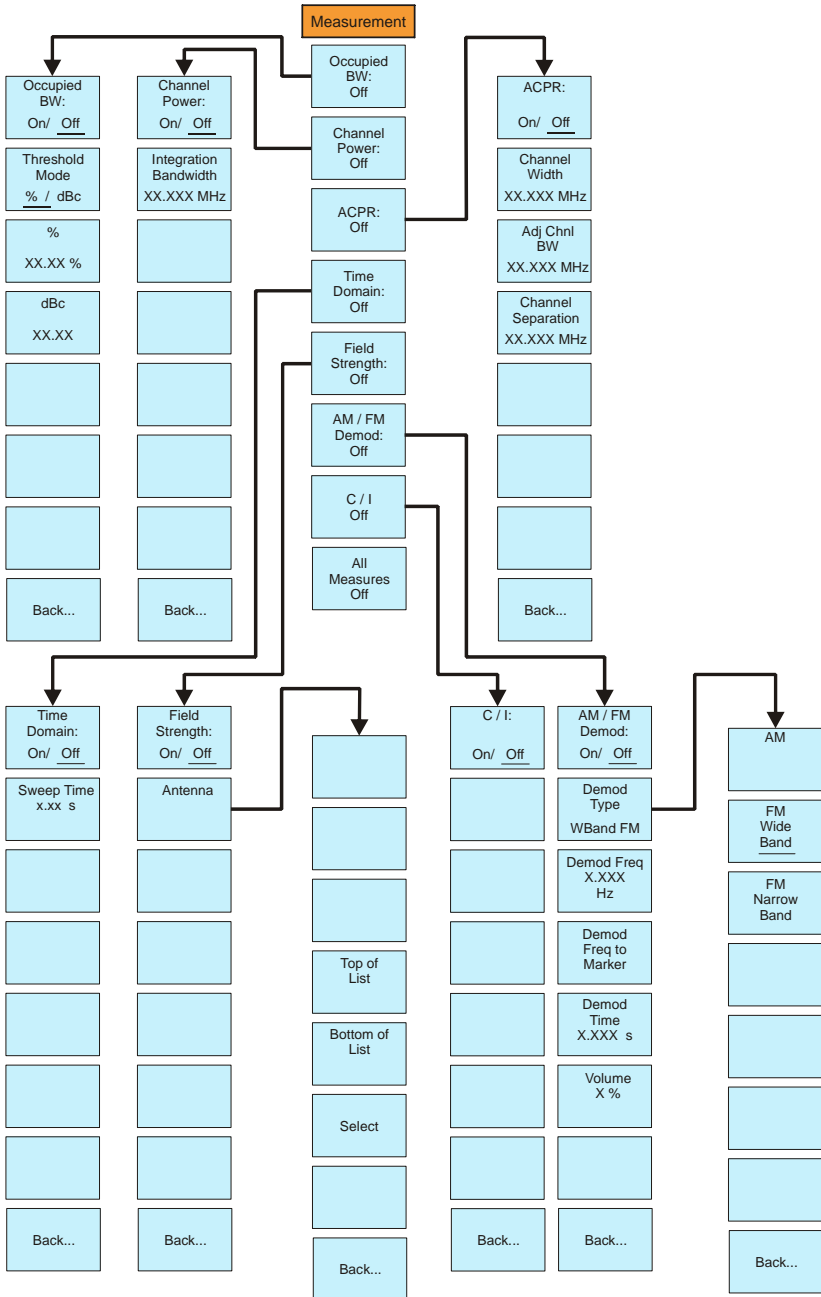 Measurement
Occupied
BW:
Off
Channel
Power:
Off
ACPR:
Off
Time
Domain:
Off
Field
Strength:
Off
AM / FM
Demod:
Off
C / I
Off
All
Measures
Off
Occupied
BW:
On/ Off
Threshold
Mode
% / dBc
%
XX.XX %
dBc
XX.XX
Back...
Channel
Power:
On/ Off
Integration
Bandwidth
XX.XXX MHz
Back...
ACPR:
On/ Off
Channel
Width
XX.XXX MHz
Adj Chnl
BW
XX.XXX MHz
Channel
Separation
XX.XXX MHz
Back...
Time
Domain:
On/ Off
Sweep Time
x.xx s
Back...
Field
Strength:
On/ Off
Antenna
Back...
Top of
List
Bottom of
List
Select
Back...
C / I:
On/ Off
Back...
AM / FM
Demod:
On/ Off
Demod
Type
WBand FM
Demod Freq
X.XXX
Hz
Demod
Freq to
Marker
Demod
Time
X.XXX s
Volume
X %
Back...
AM
FM
Wide
Band
FM
Narrow
Band
Back...